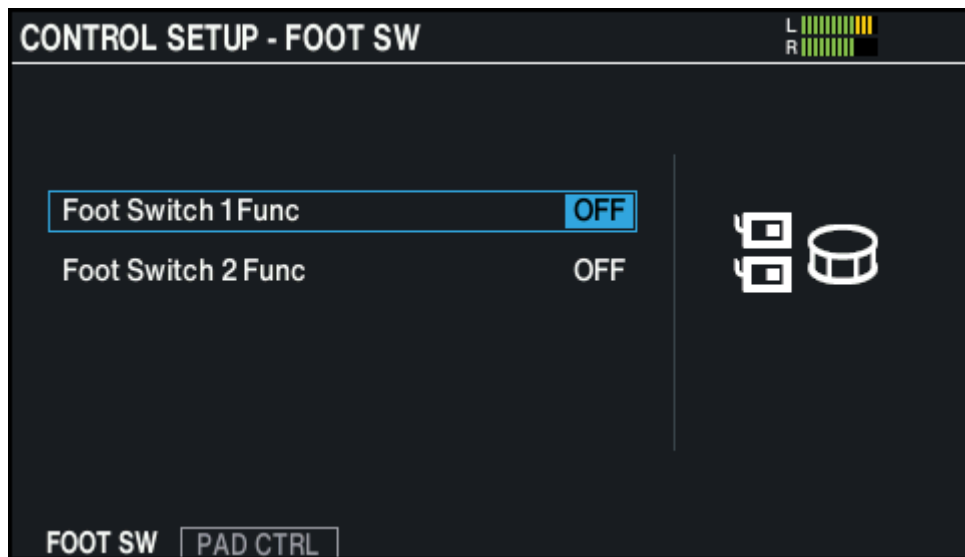 CONTROL SETUP - FOOT SW
L
R
Foot Switch 1 Func OFF
Foot Switch 2 Func OFF
FOOT SW PAD CTRL